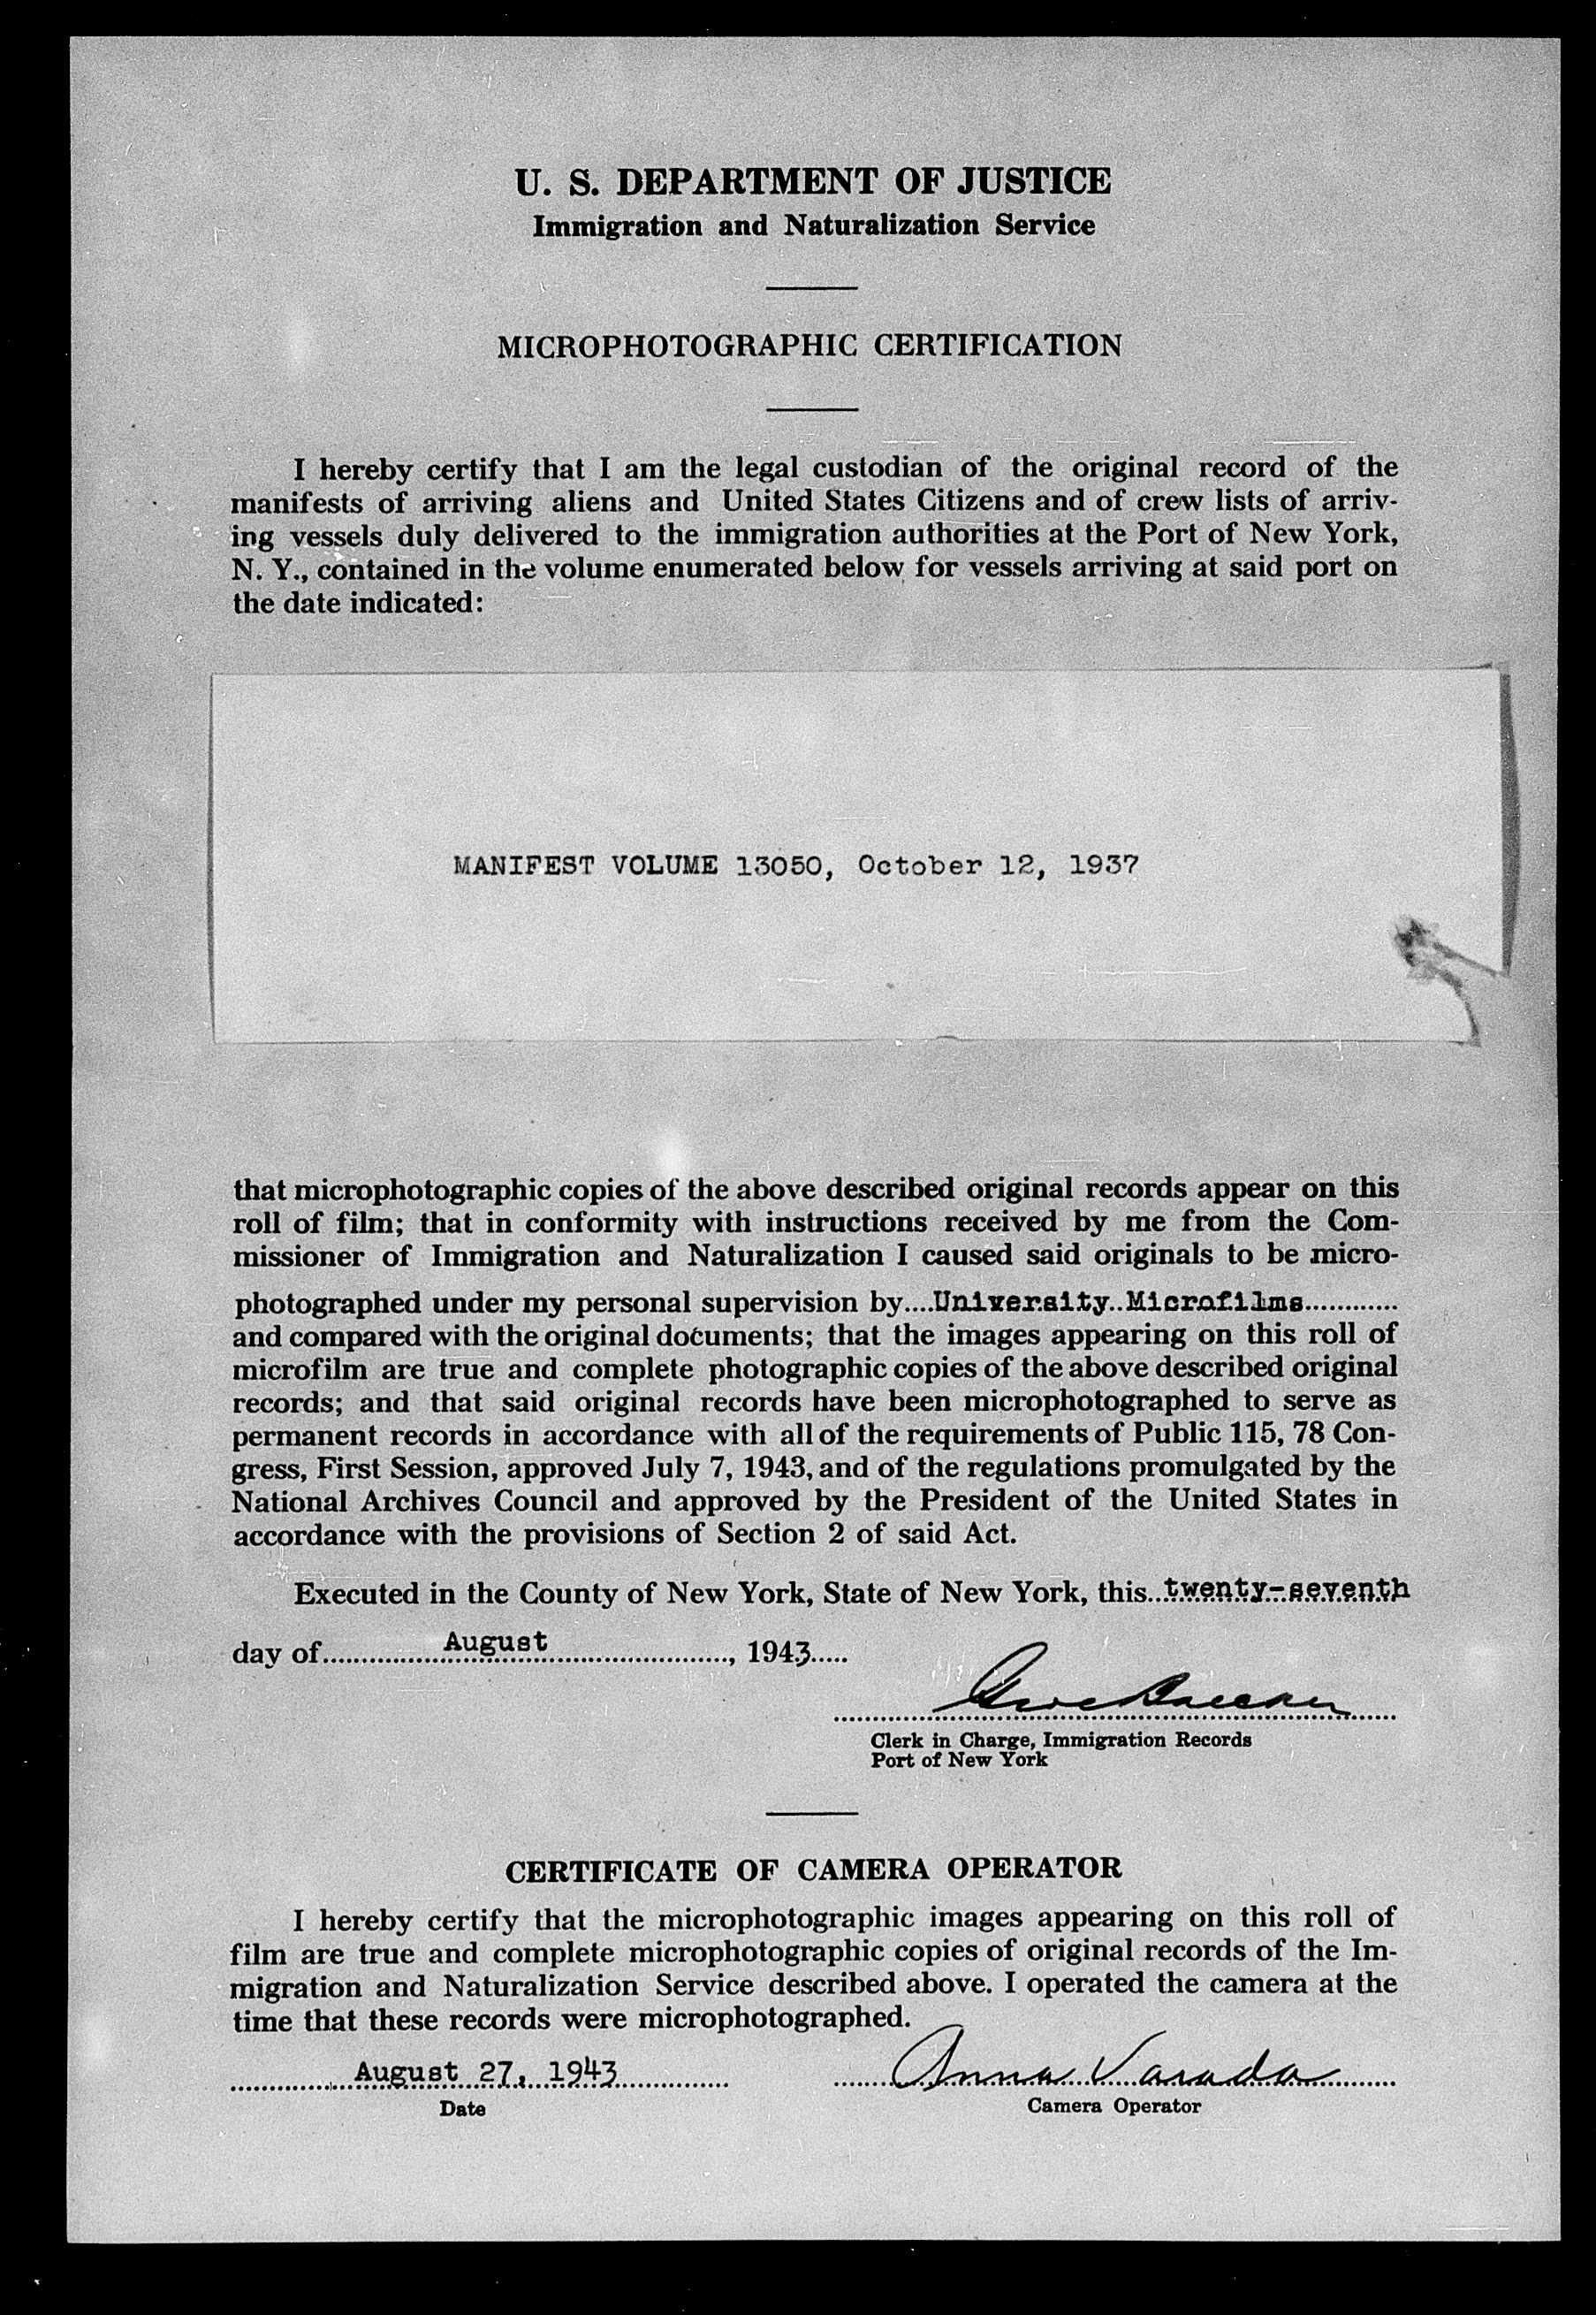 U. S. DEPARTMENT OF JUSTICE
Immigration and Naturalization Service
MICROPHOTOGRAPHIC CERTIFICATION
I hereby certify that I am the legal custodian of the original record of the
manifests of arriving aliens and United States Citizens and of crew lists of arriv-
ing vessels duly delivered to the immigration authorities at the Port of New York,
N. Y., contained in the volume enumerated below for vessels arriving at said port on
the date indicated:
MANIFEST VOLUME 13050, October 12, 1937
that microphotographic copies of the above described original records appear on this
roll of film; that in conformity with instructions received by me from the Com-
missioner of Immigration and Naturalization I caused said originals to be micro-
photographed under my personal supervision by....University Microfilms............
and compared with the original documents; that the images appearing on this roll of
microfilm are true and complete photographic copies of the above described original
records; and that said original records have been microphotographed to serve as
permanent records in accordance with all of the requirements of Public 115, 78 Con-
gress, First Session, approved July 7, 1943, and of the regulations promulgated by the
National Archives Council and approved by the President of the United States in
accordance with the provisions of Section 2 of said Act.
Executed in the County of New York, State of New York, this...twenty-seventh
day of................August......................., 1943.....
Clerk in Charge, Immigration Records
Port of New York
CERTIFICATE OF CAMERA OPERATOR
I hereby certify that the microphotographic images appearing on this roll of
film are true and complete microphotographic copies of original records of the Im-
migration and Naturalization Service described above. I operated the camera at the
time that these records were microphotographed.
August 27, 1943 Anna Varada
Date Camera Operator